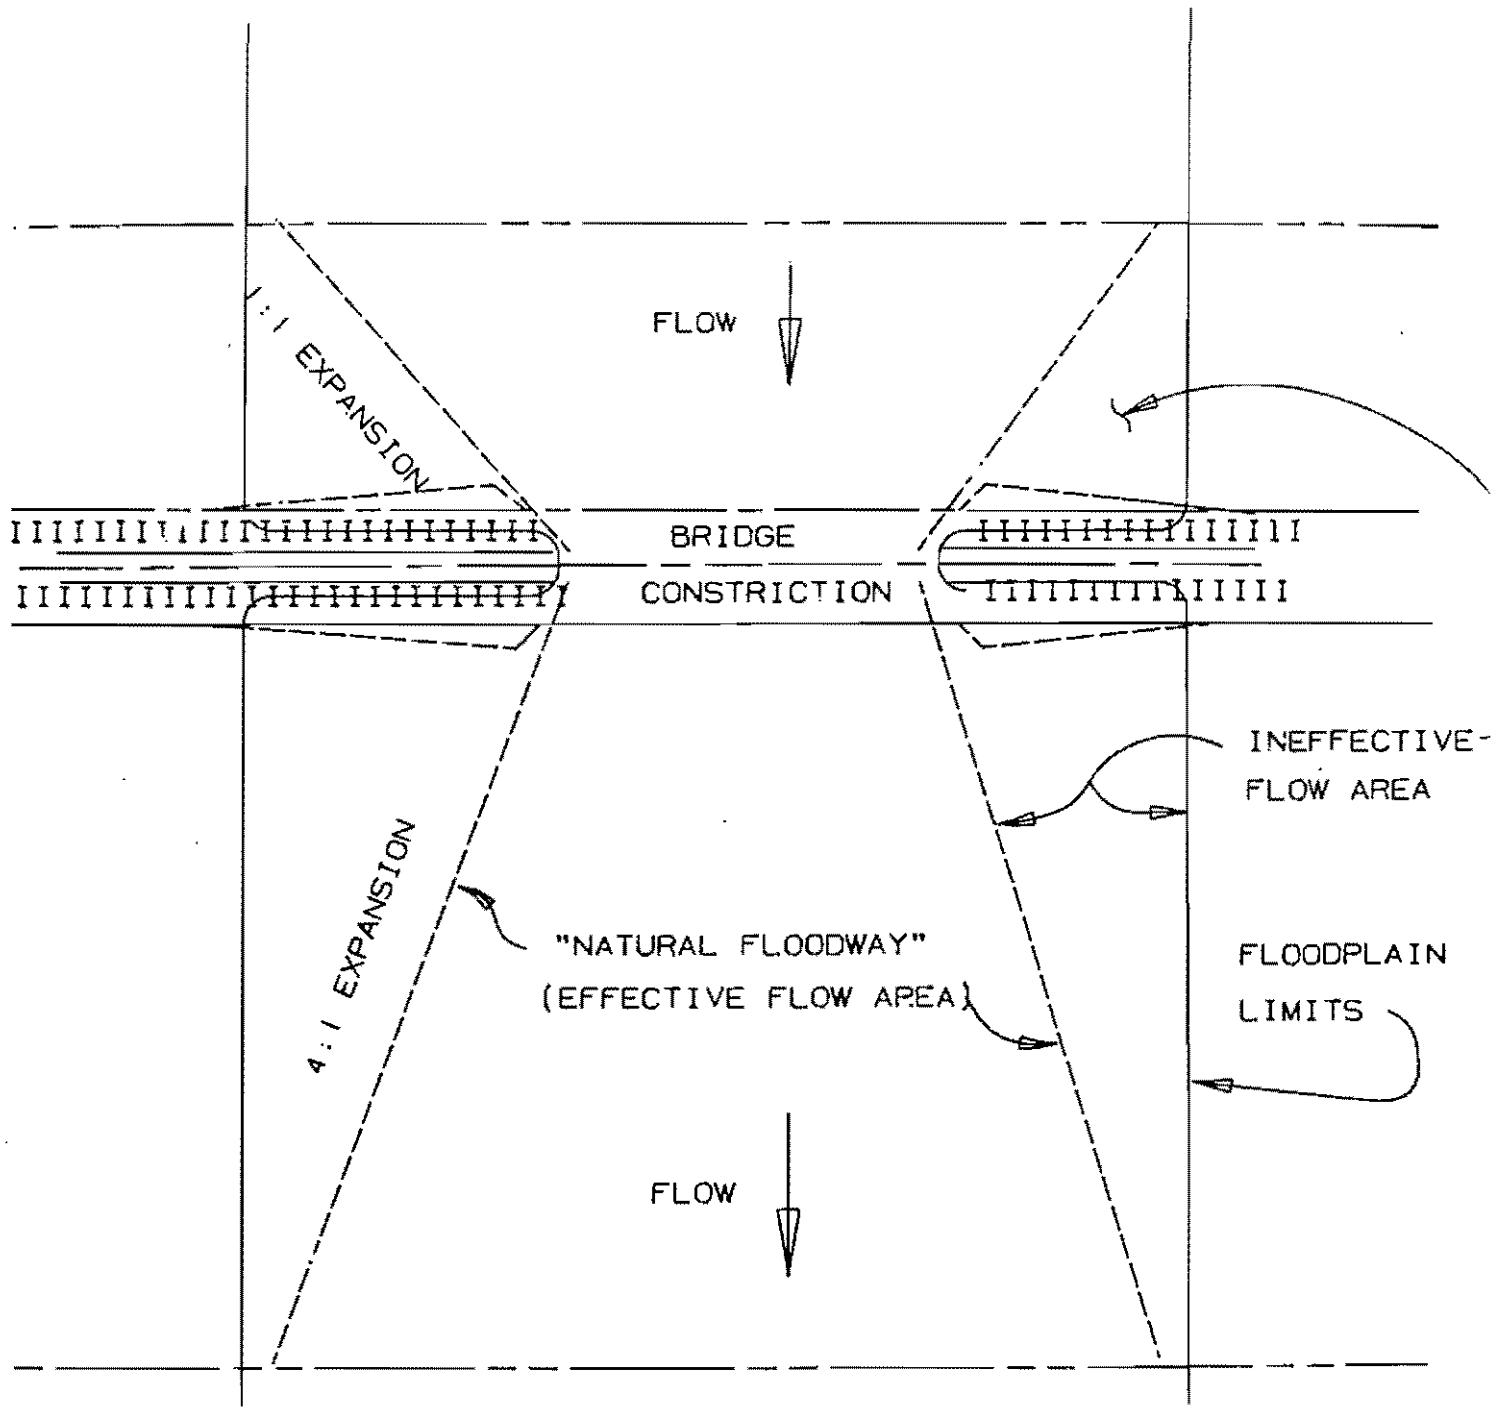 FLOW
1:1 EXPANSION
BRIDGE
CONSTRICTION
INEFFECTIVE-
FLOW AREA
4:1 EXPANSION
"NATURAL FLOODWAY"
(EFFECTIVE FLOW AREA)
FLOODPLAIN
LIMITS
FLOW